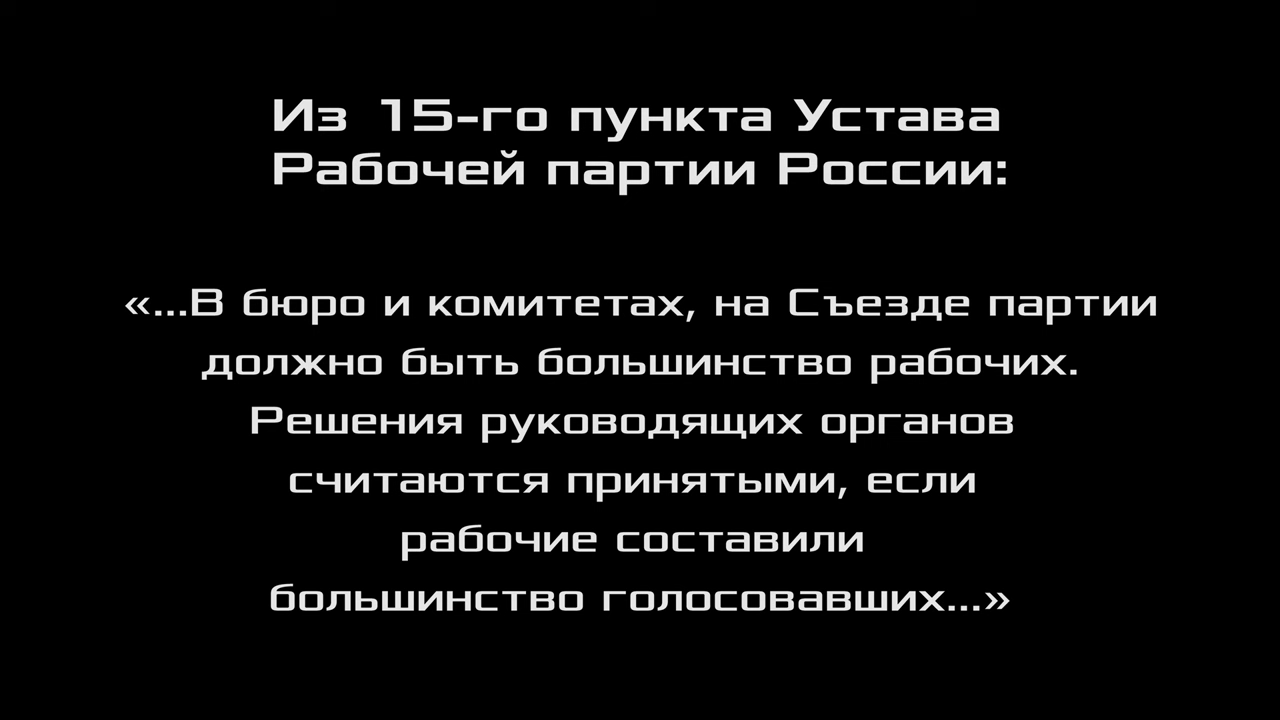 Из 15-го пункта Устава
Рабочей партии России:
«...В бюро и комитетах, на Съезде партии
должно быть большинство рабочих.
Решения руководящих органов
считаются принятыми, если
рабочие составили
большинство голосовавших...»